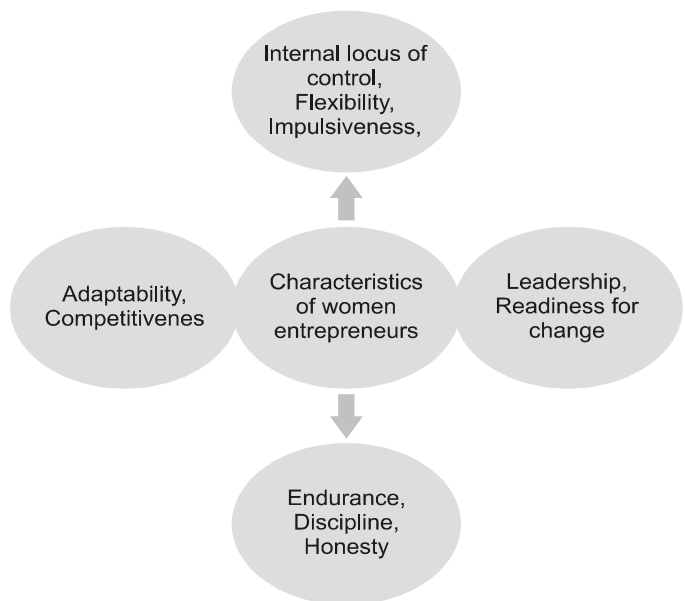 Internal locus of
control,
Flexibility,
Impulsiveness,
Adaptability,
Competitivenes
Characteristics
of women
entrepreneurs
Leadership,
Readiness for
change
Endurance,
Discipline,
Honesty